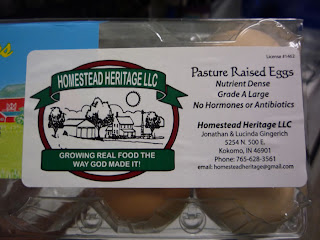 License #1402
HOMESTEAD HERITAGE LLC
GROWING REAL FOOD THE
WAY GOD MADE IT!
Pasture Raised Eggs
Nutrient Dense
Grade A Large
No Hormones or Antibiotics
Homestead Heritage LLC
Jonathan & Lucinda Gingerich
5254 N. 500 E.
Kokomo, IN 46901
Phone: 765-628-3561
email: homesteadheritage@gmail.com